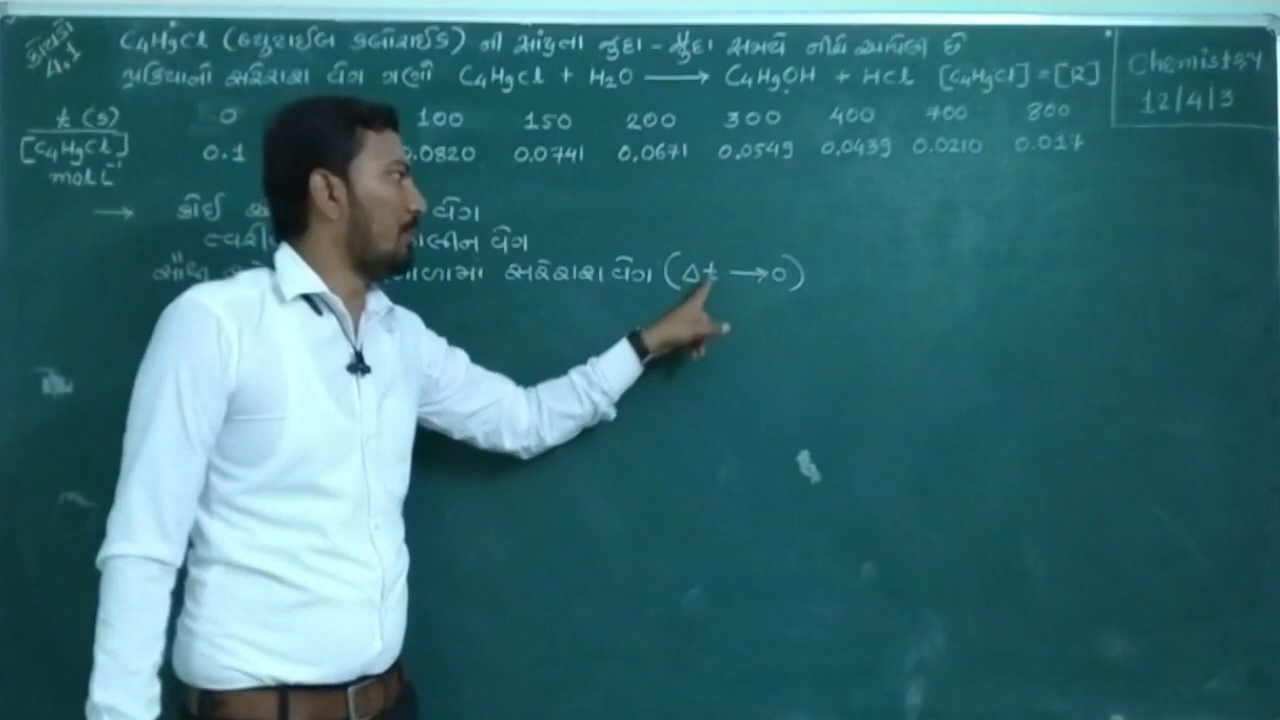 કોયડો
4.1
C4H9Cl (બ્યુટાઈલ ક્લોરાઈડ) ની સાંદ્રતા જુદા - જુદા સમયે નીચે આપેલી છે
પ્રક્રિયાનો સરેરાશ વેગ ગણો C4H9Cl + H2O ⟶ C4H9OH + HCl [C4H9Cl] = [R]
Chemistry
12/4/3
t (s) 0 100 150 200 300 400 700 800
[C4H9Cl] mol L⁻¹ 0.1 0.0820 0.0741 0.0671 0.0549 0.0439 0.0210 0.017
→ કોઈ વેગ
વેગ
સરેરાશ વેગ (Δt → 0)